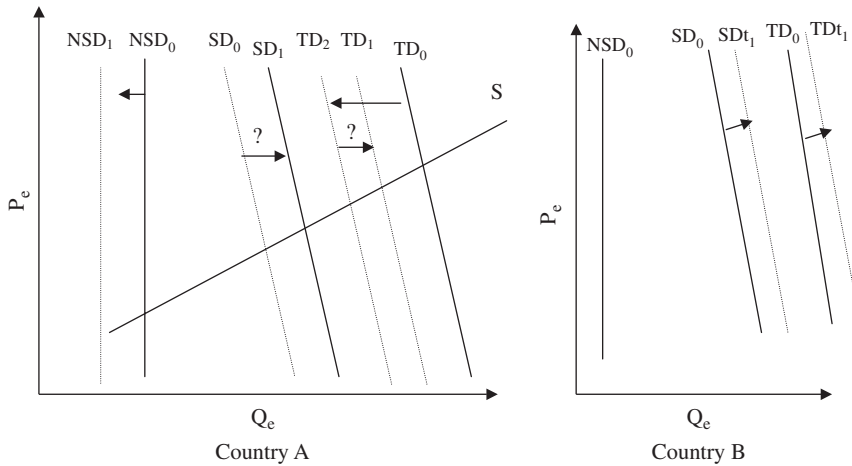 NSD₁ NSD₀ SD₀ SD₁ TD₂ TD₁ TD₀
S
?
?
Pₑ
Qₑ
Country A
NSD₀ SD₀ SDt₁ TD₀ TDt₁
Pₑ
Qₑ
Country B